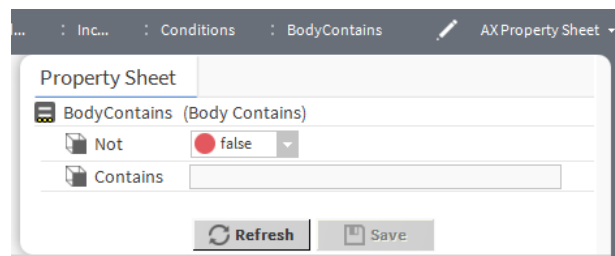 : Inc... : Conditions : BodyContains AX Property Sheet
Property Sheet
BodyContains (Body Contains)
Not false
Contains
Refresh Save